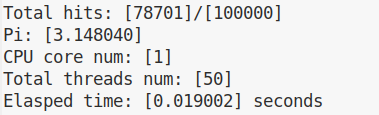 Total hits: [78701]/[100000]
Pi: [3.148040]
CPU core num: [1]
Total threads num: [50]
Elasped time: [0.019002] seconds